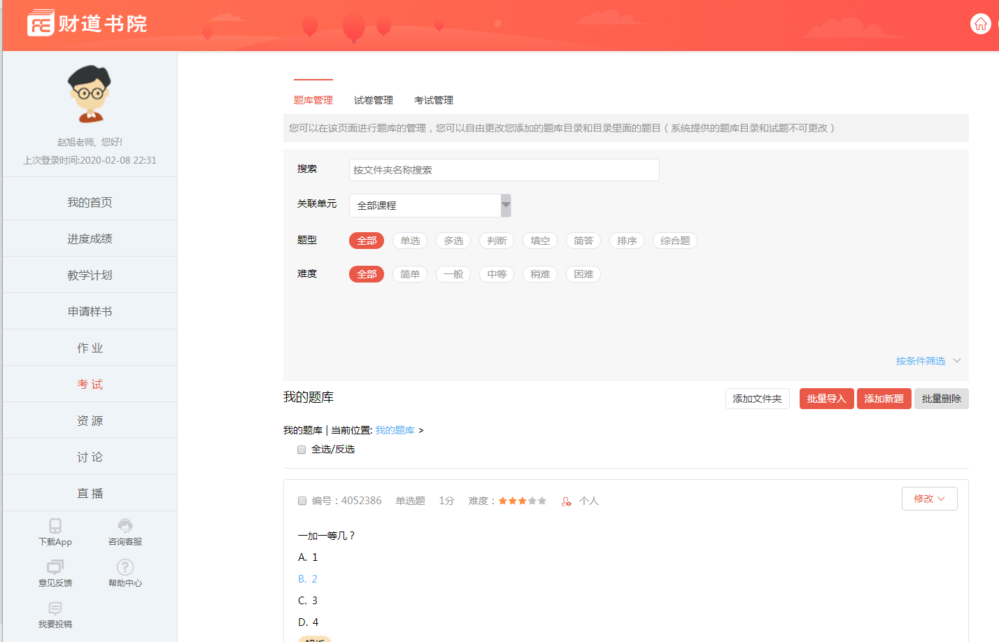 财道书院
赵旭老师, 您好!
上次登录时间:2020-02-08 22:31
我的首页
进度成绩
教学计划
申请样书
作 业
考 试
资 源
讨 论
直 播
下载App
咨询客服
意见反馈
帮助中心
我要投稿
题库管理 试卷管理 考试管理
您可以在该页面进行题库的管理，您可以自由更改您添加的题库目录和目录里面的题目（系统提供的题库目录和试题不可更改）
搜索 按文件夹名称搜索
关联单元 全部课程
题型 全部 单选 多选 判断 填空 简答 排序 综合题
难度 全部 简单 一般 中等 稍难 困难
按条件筛选
我的题库 添加文件夹 批量导入 添加新题 批量删除
我的题库 | 当前位置: 我的题库 >
全选/反选
编号：4052386 单选题 1分 难度：★★★★★ 个人 修改
一加一等几？
A. 1
B. 2
C. 3
D. 4